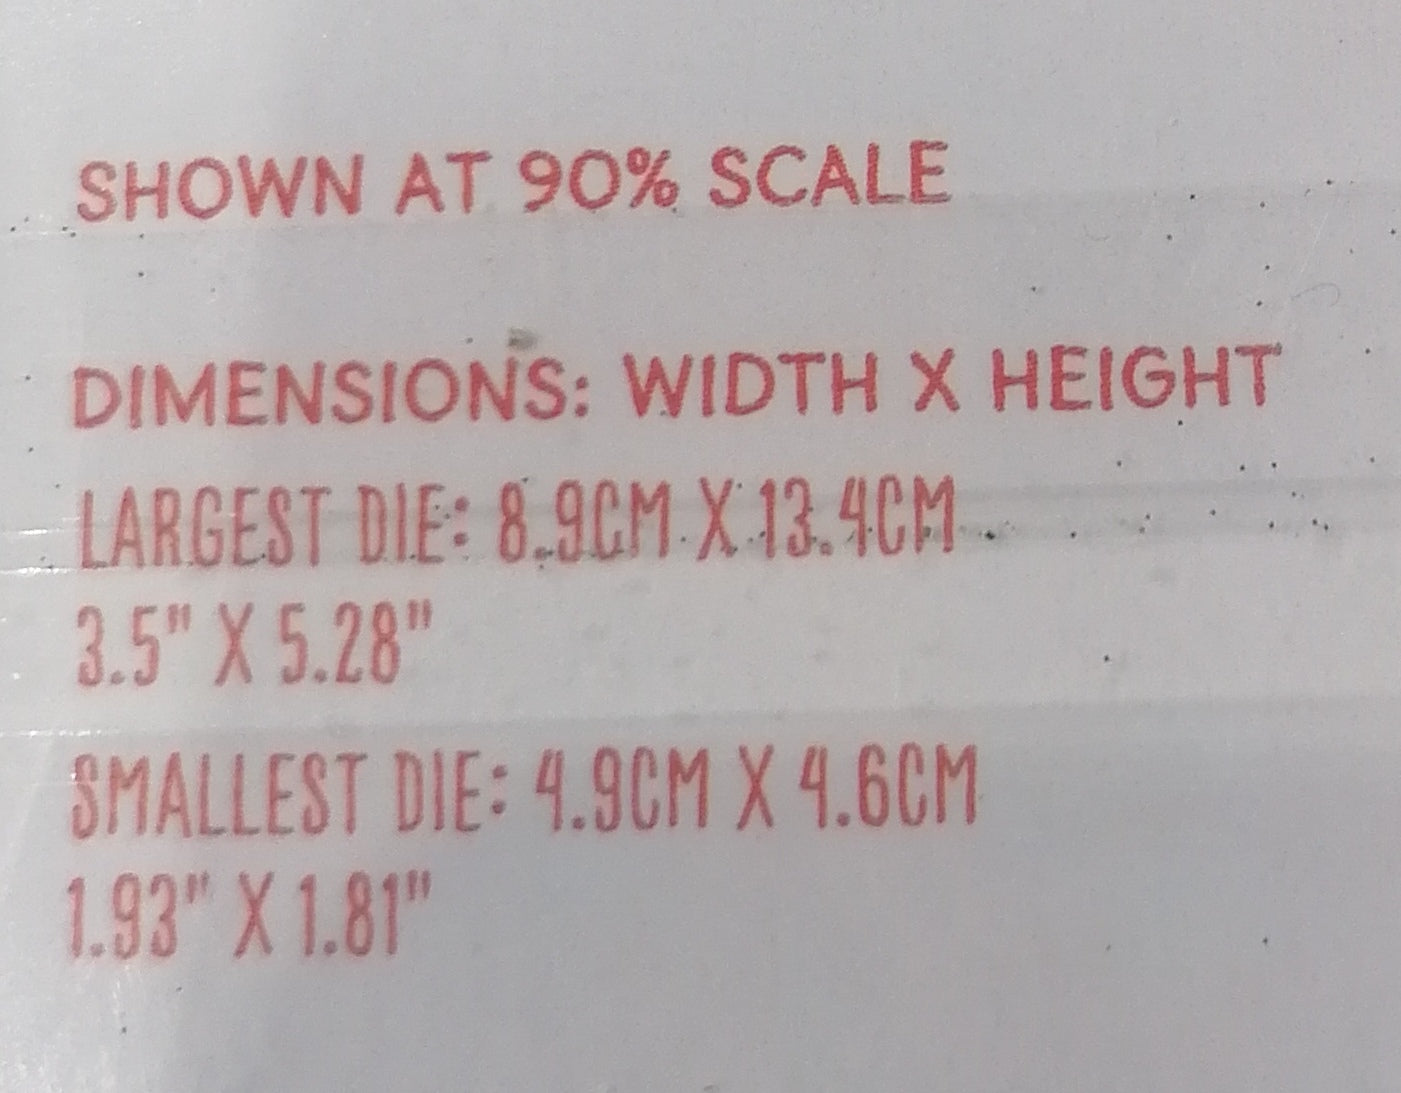 SHOWN AT 90% SCALE
DIMENSIONS: WIDTH X HEIGHT
LARGEST DIE: 8.9CM X 13.4CM
3.5" X 5.28"
SMALLEST DIE: 4.9CM X 4.6CM
1.93" X 1.81"